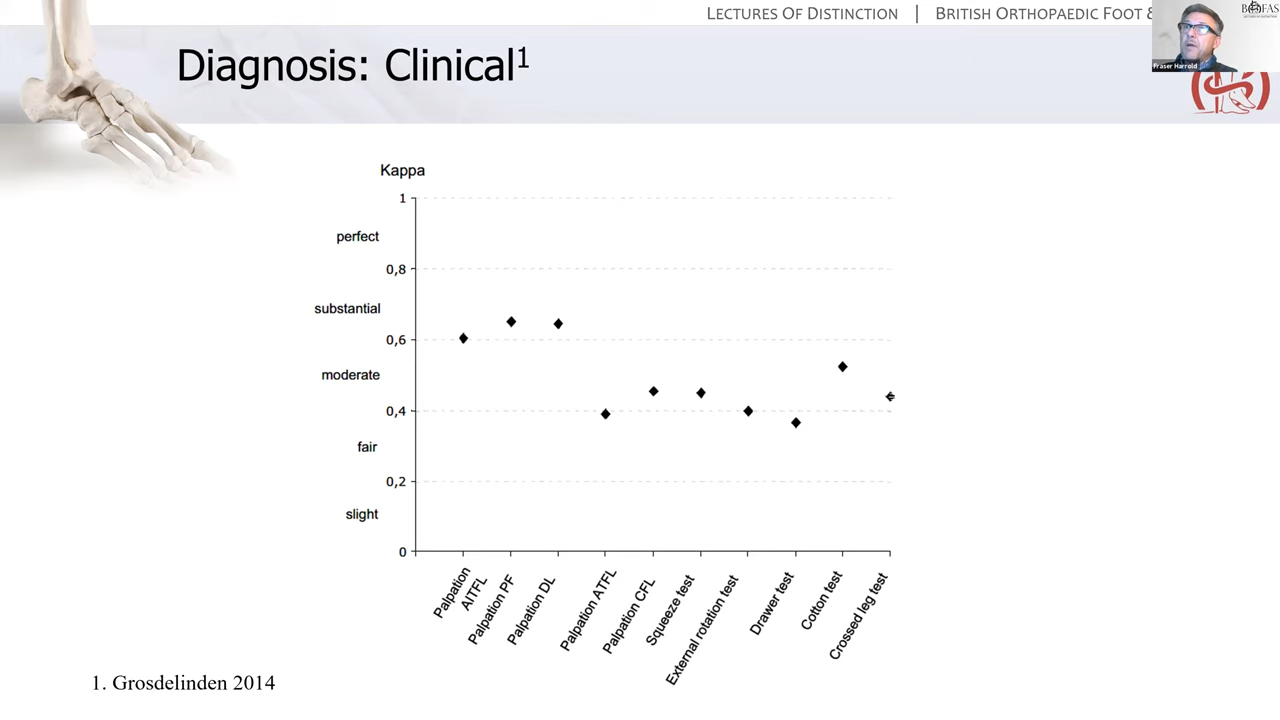 LECTURES OF DISTINCTION | BRITISH ORTHOPAEDIC FOOT &
Fraser Harrold
Diagnosis: Clinical¹
Kappa
1
perfect
0,8
substantial
0,6
moderate
0,4
fair
0,2
slight
0
Palpation AITFL
Palpation PF
Palpation DL
Palpation ATFL
Palpation CFL
Squeeze test
External rotation test
Drawer test
Cotton test
Crossed leg test
1. Grosdelinden 2014